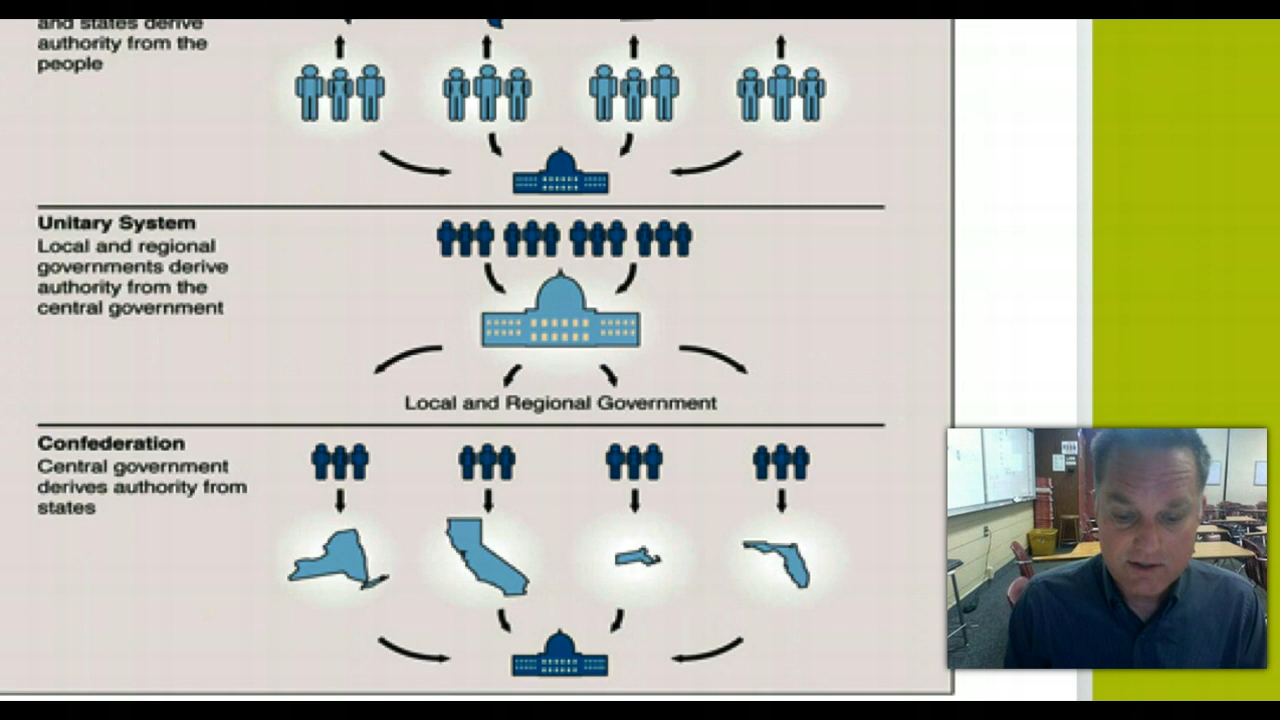 and states derive
authority from the
people
Unitary System
Local and regional
governments derive
authority from the
central government
Local and Regional Government
Confederation
Central government
derives authority from
states